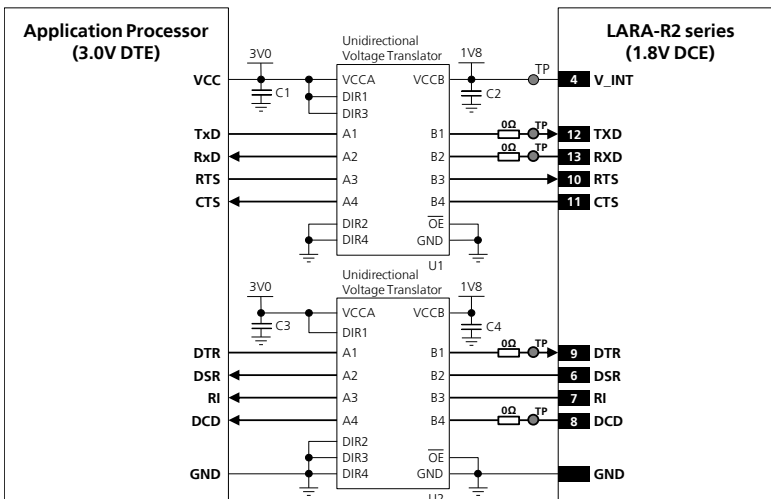 Application Processor
(3.0V DTE)
LARA-R2 series
(1.8V DCE)
Unidirectional
Voltage Translator
3V0
1V8
TP
VCC
VCCA
VCCB
4
V_INT
C1
DIR1
C2
DIR3
0Ω
TP
TxD
A1
B1
12
TXD
0Ω
TP
RxD
A2
B2
13
RXD
RTS
A3
B3
10
RTS
CTS
A4
B4
11
CTS
DIR2
OE
DIR4
GND
U1
Unidirectional
Voltage Translator
3V0
1V8
VCCA
VCCB
C3
DIR1
C4
0Ω
TP
DTR
A1
B1
9
DTR
DSR
A2
B2
6
DSR
RI
A3
B3
7
RI
0Ω
TP
DCD
A4
B4
8
DCD
DIR2
DIR3
OE
GND
DIR4
GND
GND
U2